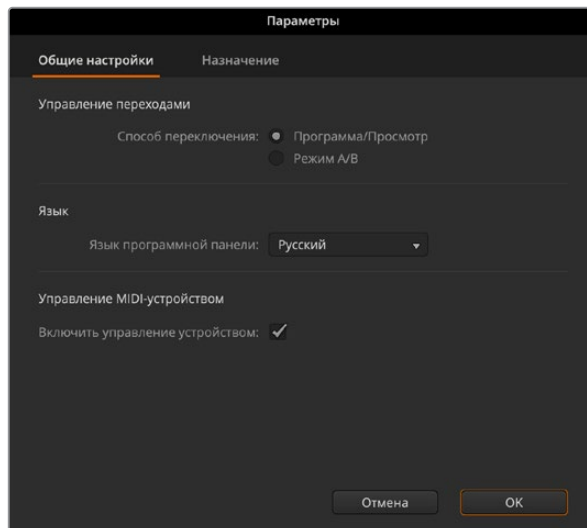 Параметры
Общие настройки Назначение
Управление переходами
Способ переключения: Программа/Просмотр
Режим A/B
Язык
Язык программной панели: Русский
Управление MIDI-устройством
Включить управление устройством:
Отмена OK